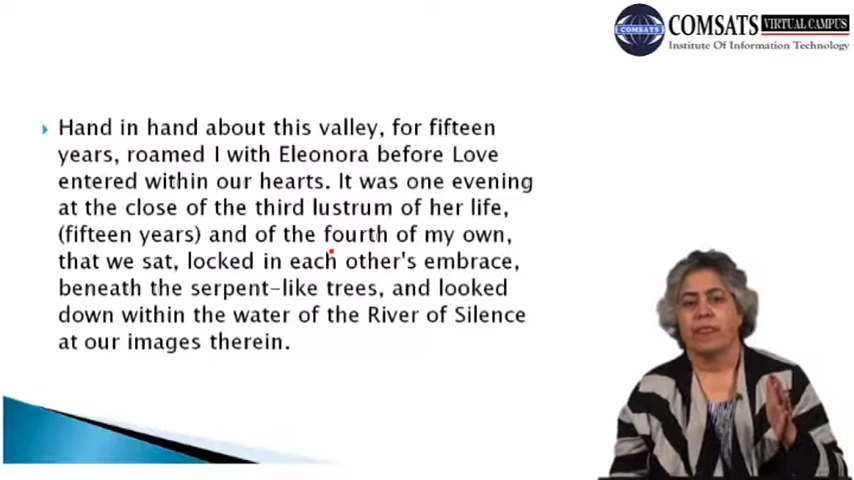 COMSATS VIRTUAL CAMPUS
COMSATS
Institute Of Information Technology
Hand in hand about this valley, for fifteen
years, roamed I with Eleonora before Love
entered within our hearts. It was one evening
at the close of the third lustrum of her life,
(fifteen years) and of the fourth of my own,
that we sat, locked in each other's embrace,
beneath the serpent-like trees, and looked
down within the water of the River of Silence
at our images therein.